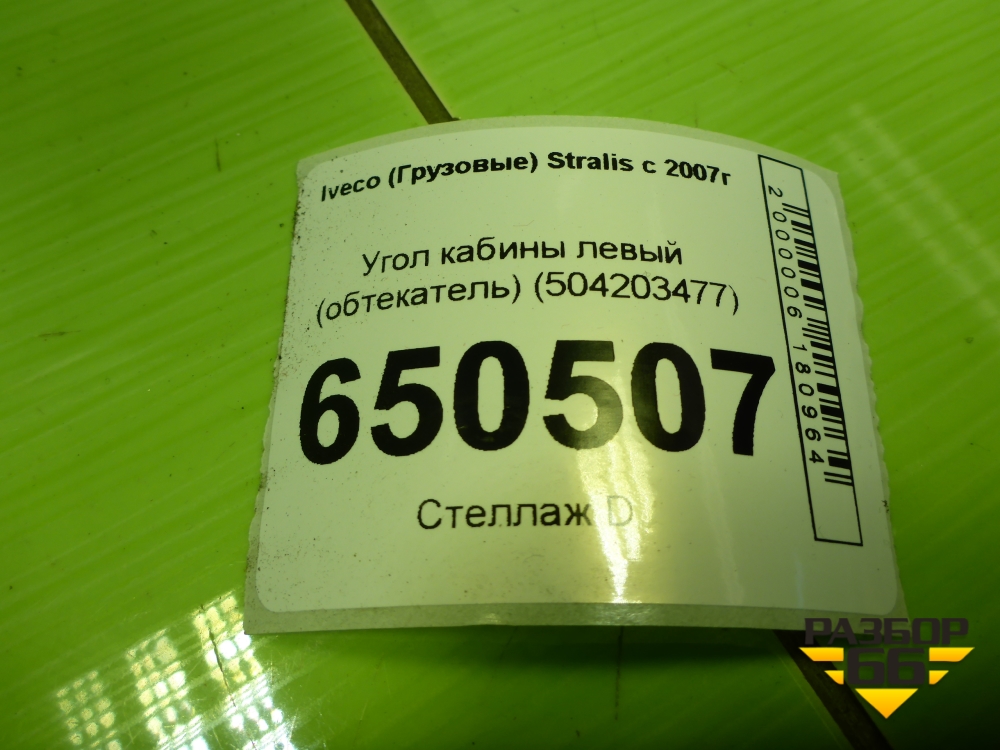 Iveco (Грузовые) Stralis с 2007г
Угол кабины левый
(обтекатель) (504203477)
650507
Стеллаж D
2000006180964
РАЗБОР
66